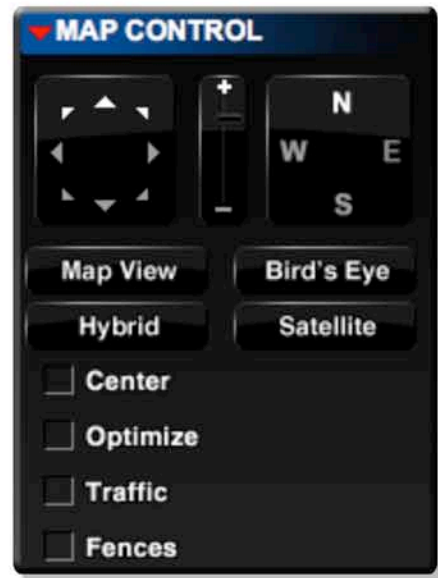 MAP CONTROL
+
N
W E
-
S
Map View Bird's Eye
Hybrid Satellite
Center
Optimize
Traffic
Fences